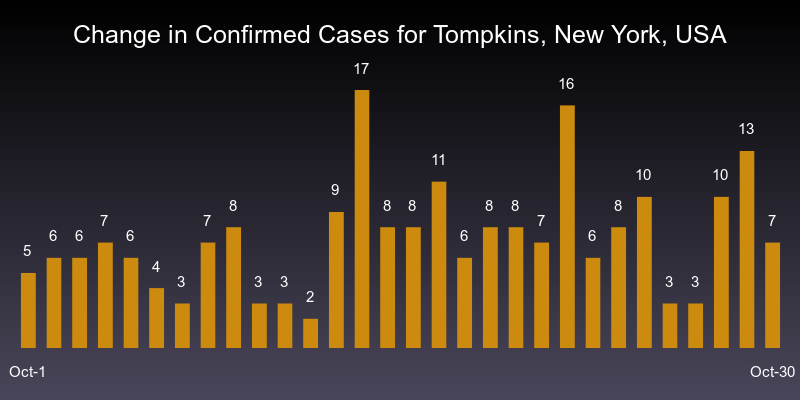 Change in Confirmed Cases for Tompkins, New York, USA
5 6 6 7 6 4 3 7 8 3 3 2 9 17 8 8 11 6 8 8 7 16 6 8 10 3 3 10 13 7
Oct-1 Oct-30